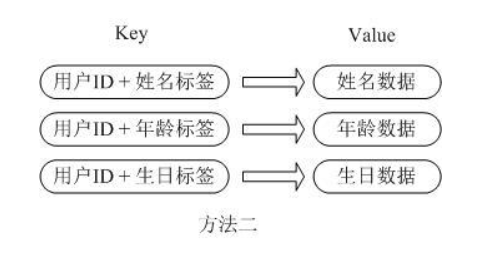 Key Value
用户ID + 姓名标签 姓名数据
用户ID + 年龄标签 年龄数据
用户ID + 生日标签 生日数据
方法二